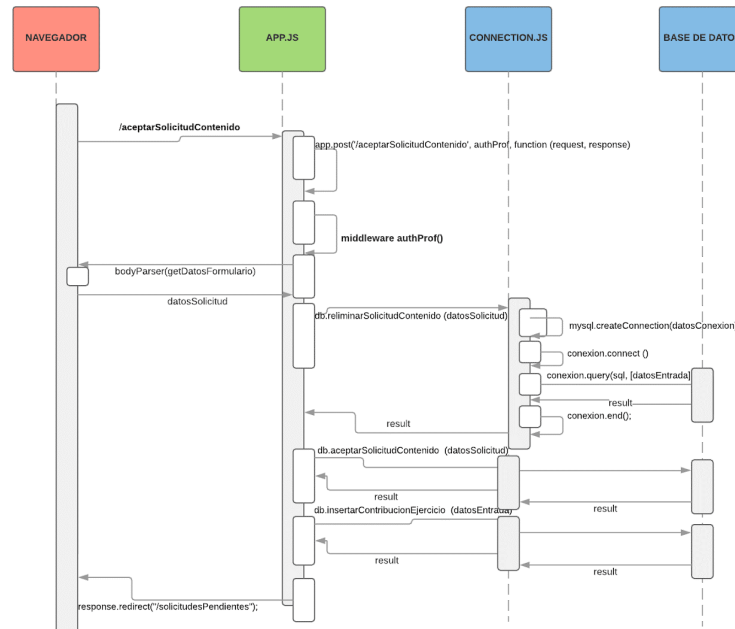 NAVEGADOR
APP.JS
CONNECTION.JS
BASE DE DATO
/aceptarSolicitudContenido
app.post('/aceptarSolicitudContenido', authProf, function (request, response)
middleware authProf()
bodyParser(getDatosFormulario)
datosSolicitud
db.reliminarSolicitudContenido (datosSolicitud)
mysql.createConnection(datosConexion)
conexion.connect ()
conexion.query(sql, [datosEntrada]
result
conexion.end();
result
db.aceptarSolicitudContenido (datosSolicitud)
result
result
db.insertarContribucionEjercicio (datosEntrada)
result
result
response.redirect("/solicitudesPendientes");